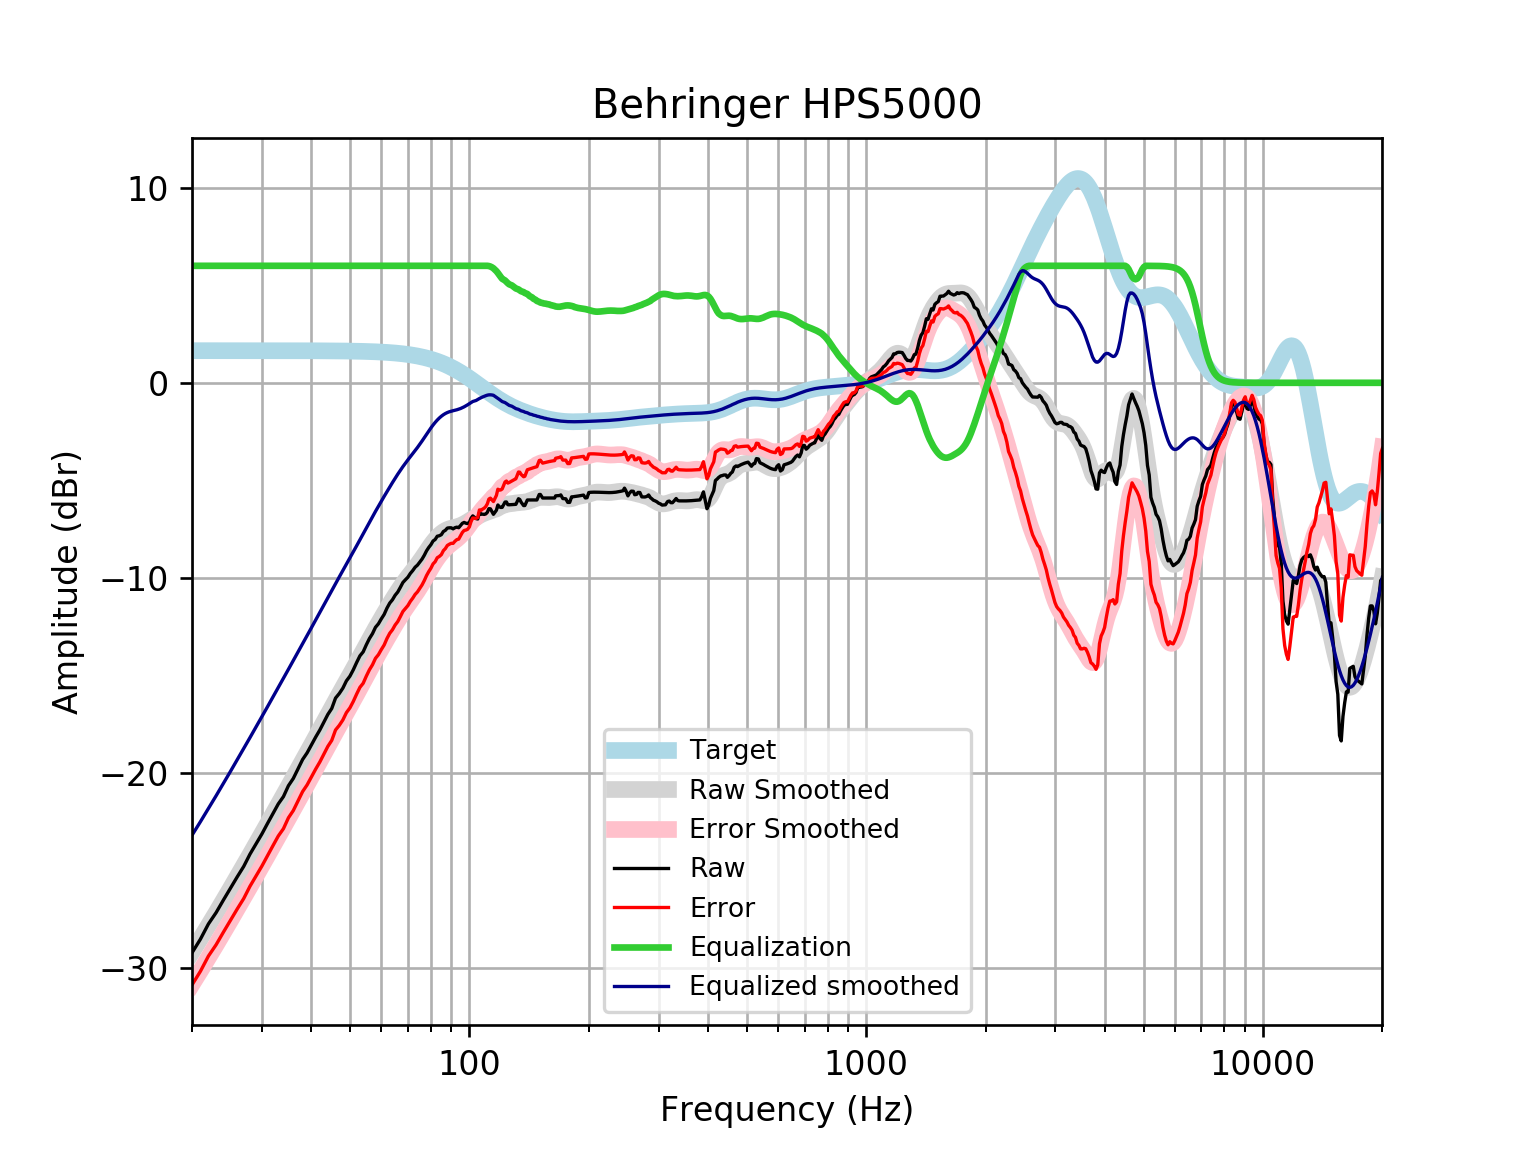 Behringer HPS5000
10
0
−10
−20
−30
Amplitude (dBr)
Target
Raw Smoothed
Error Smoothed
Raw
Error
Equalization
Equalized smoothed
100
1000
10000
Frequency (Hz)